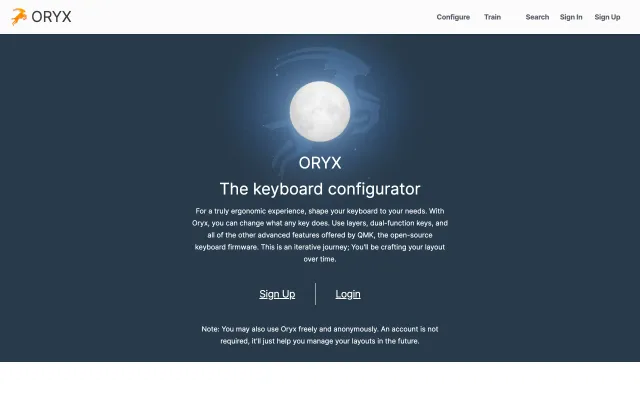 ORYX
Configure Train Search Sign In Sign Up
ORYX
The keyboard configurator
For a truly ergonomic experience, shape your keyboard to your needs. With
Oryx, you can change what any key does. Use layers, dual-function keys, and
all of the other advanced features offered by QMK, the open-source
keyboard firmware. This is an iterative journey; You'll be crafting your layout
over time.
Sign Up
Login
Note: You may also use Oryx freely and anonymously. An account is not
required, it'll just help you manage your layouts in the future.